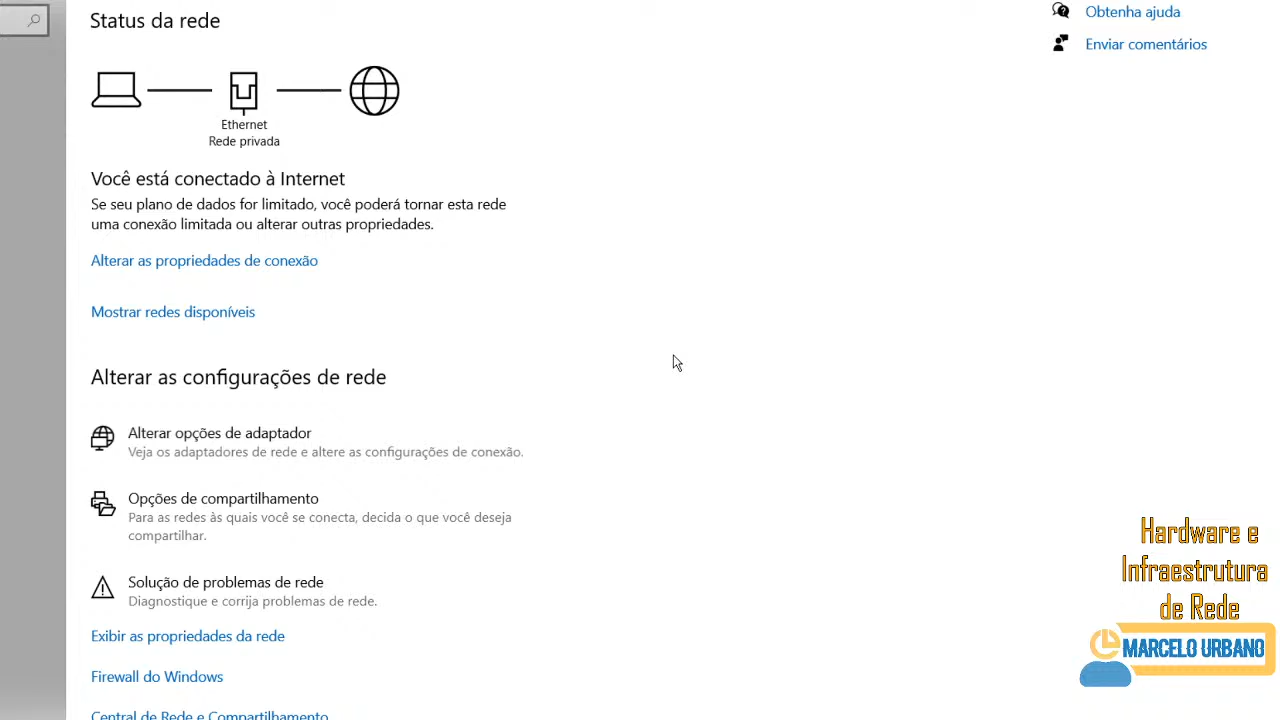 Status da rede
Obtenha ajuda
Enviar comentários
Ethernet
Rede privada
Você está conectado à Internet
Se seu plano de dados for limitado, você poderá tornar esta rede
uma conexão limitada ou alterar outras propriedades.
Alterar as propriedades de conexão
Mostrar redes disponíveis
Alterar as configurações de rede
Alterar opções de adaptador
Veja os adaptadores de rede e altere as configurações de conexão.
Opções de compartilhamento
Para as redes às quais você se conecta, decida o que você deseja
compartilhar.
Solução de problemas de rede
Diagnostique e corrija problemas de rede.
Exibir as propriedades da rede
Firewall do Windows
Central de Rede e Compartilhamento
Hardware e
Infraestrutura
de Rede
MARCELO URBANO